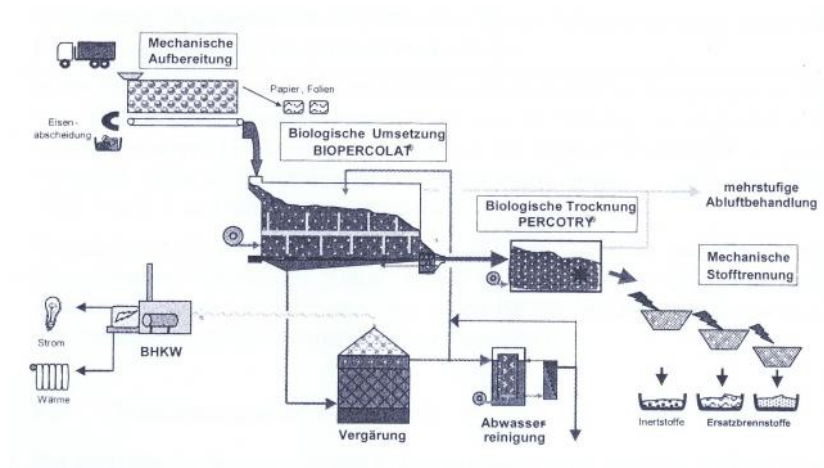 Mechanische
Aufbereitung
Papier, Folien
Eisen-
abscheidung
Biologische Umsetzung
BIOPERCOLAT®
mehrstufige
Abluftbehandlung
Biologische Trocknung
PERCOTRY®
Mechanische
Stofftrennung
Strom
BHKW
Wärme
Vergärung
Abwasser
reinigung
Inertstoffe
Ersatzbrennstoffe